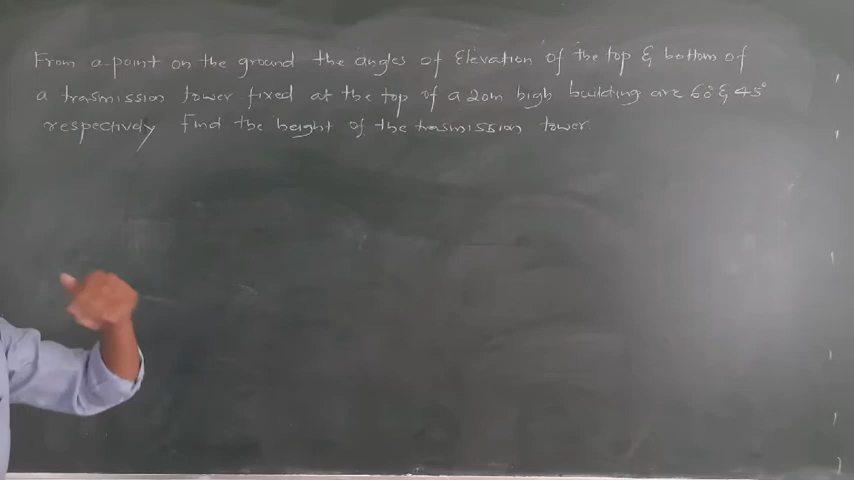 From a point on the ground the angles of Elevation of the top & bottom of
a trasmission tower fixed at the top of a 20m high building are 60° & 45°
respectively Find the height of the trasmission tower.